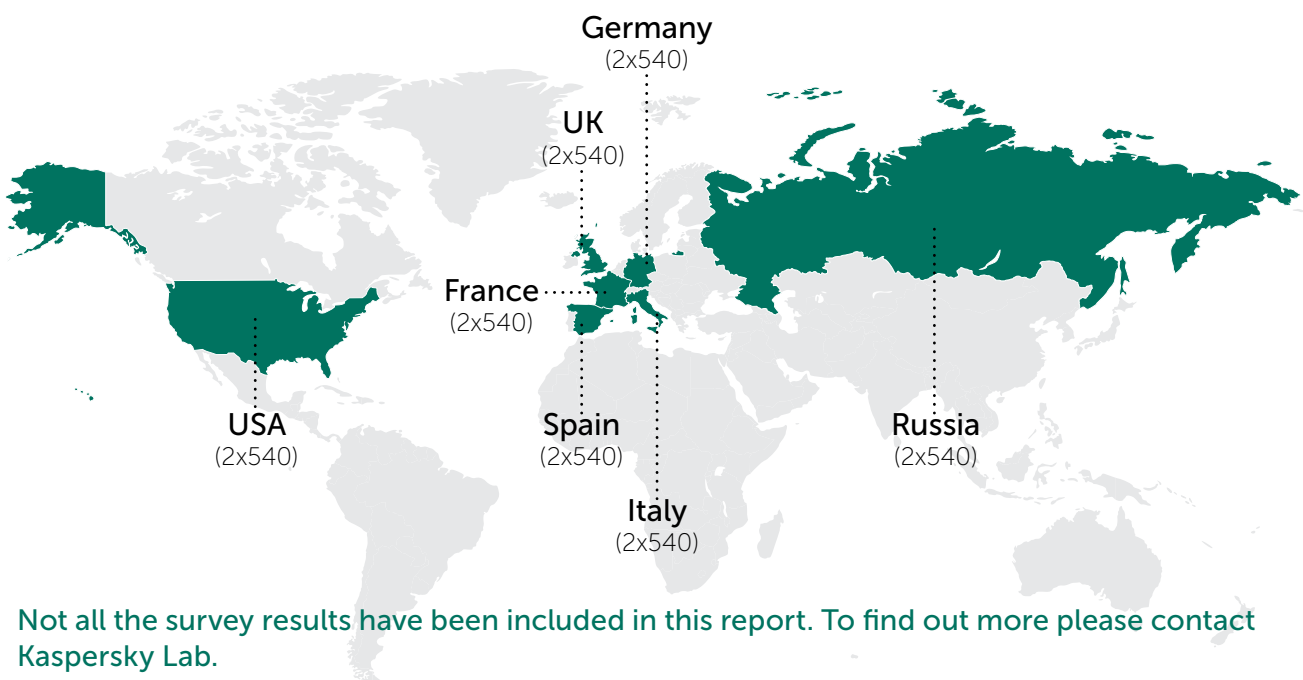 Germany
(2x540)
UK
(2x540)
France
(2x540)
USA
(2x540)
Spain
(2x540)
Russia
(2x540)
Italy
(2x540)
Not all the survey results have been included in this report. To find out more please contact
Kaspersky Lab.